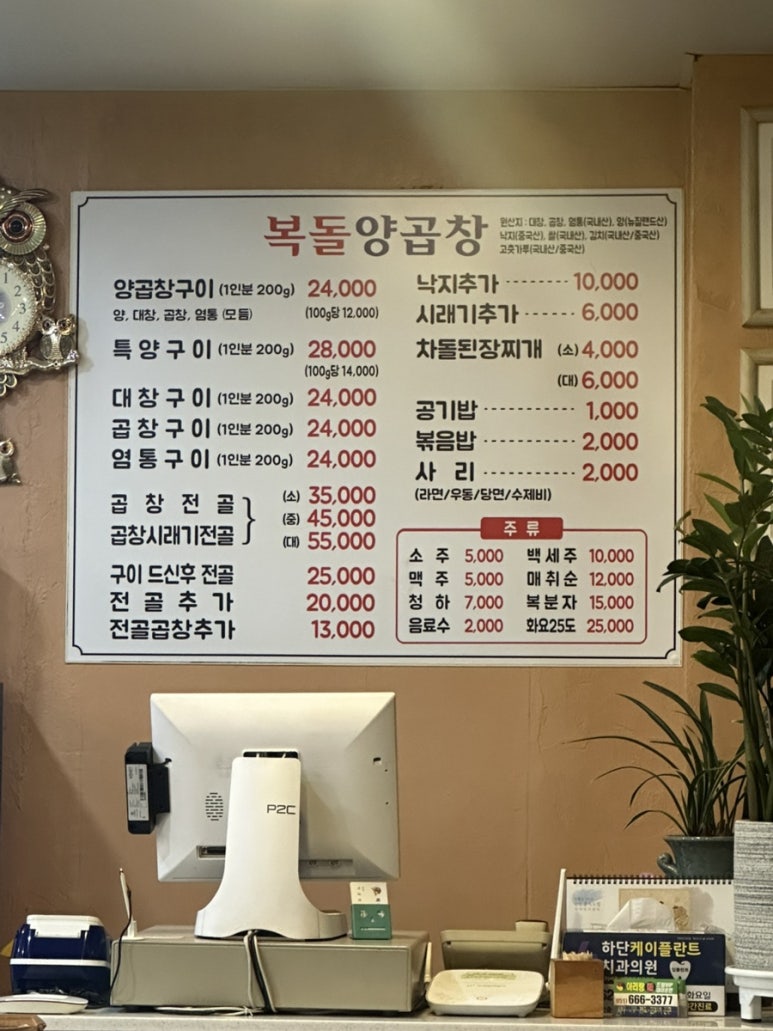 복돌양곱창
원산지 : 대창, 곱창, 염통(국내산), 양(뉴질랜드산)
낙지(중국산), 쌀(국내산), 김치(국내산/중국산)
고춧가루(국내산/중국산)
양곱창구이 (1인분 200g) 24,000
양, 대창, 곱창, 염통 (모듬) (100g당 12,000)
특양구이 (1인분 200g) 28,000
(100g당 14,000)
대창구이 (1인분 200g) 24,000
곱창구이 (1인분 200g) 24,000
염통구이 (1인분 200g) 24,000
곱창전골
곱창시래기전골
(소) 35,000
(중) 45,000
(대) 55,000
구이 드신후 전골 25,000
전골추가 20,000
전골곱창추가 13,000
낙지추가 10,000
시래기추가 6,000
차돌된장찌개 (소) 4,000
(대) 6,000
공기밥 1,000
볶음밥 2,000
사리 2,000
(라면/우동/당면/수제비)
주류
소주 5,000 백세주 10,000
맥주 5,000 매취순 12,000
청하 7,000 복분자 15,000
음료수 2,000 화요25도 25,000
P2C
하단케이플란트
치과의원
화요일
666-3377